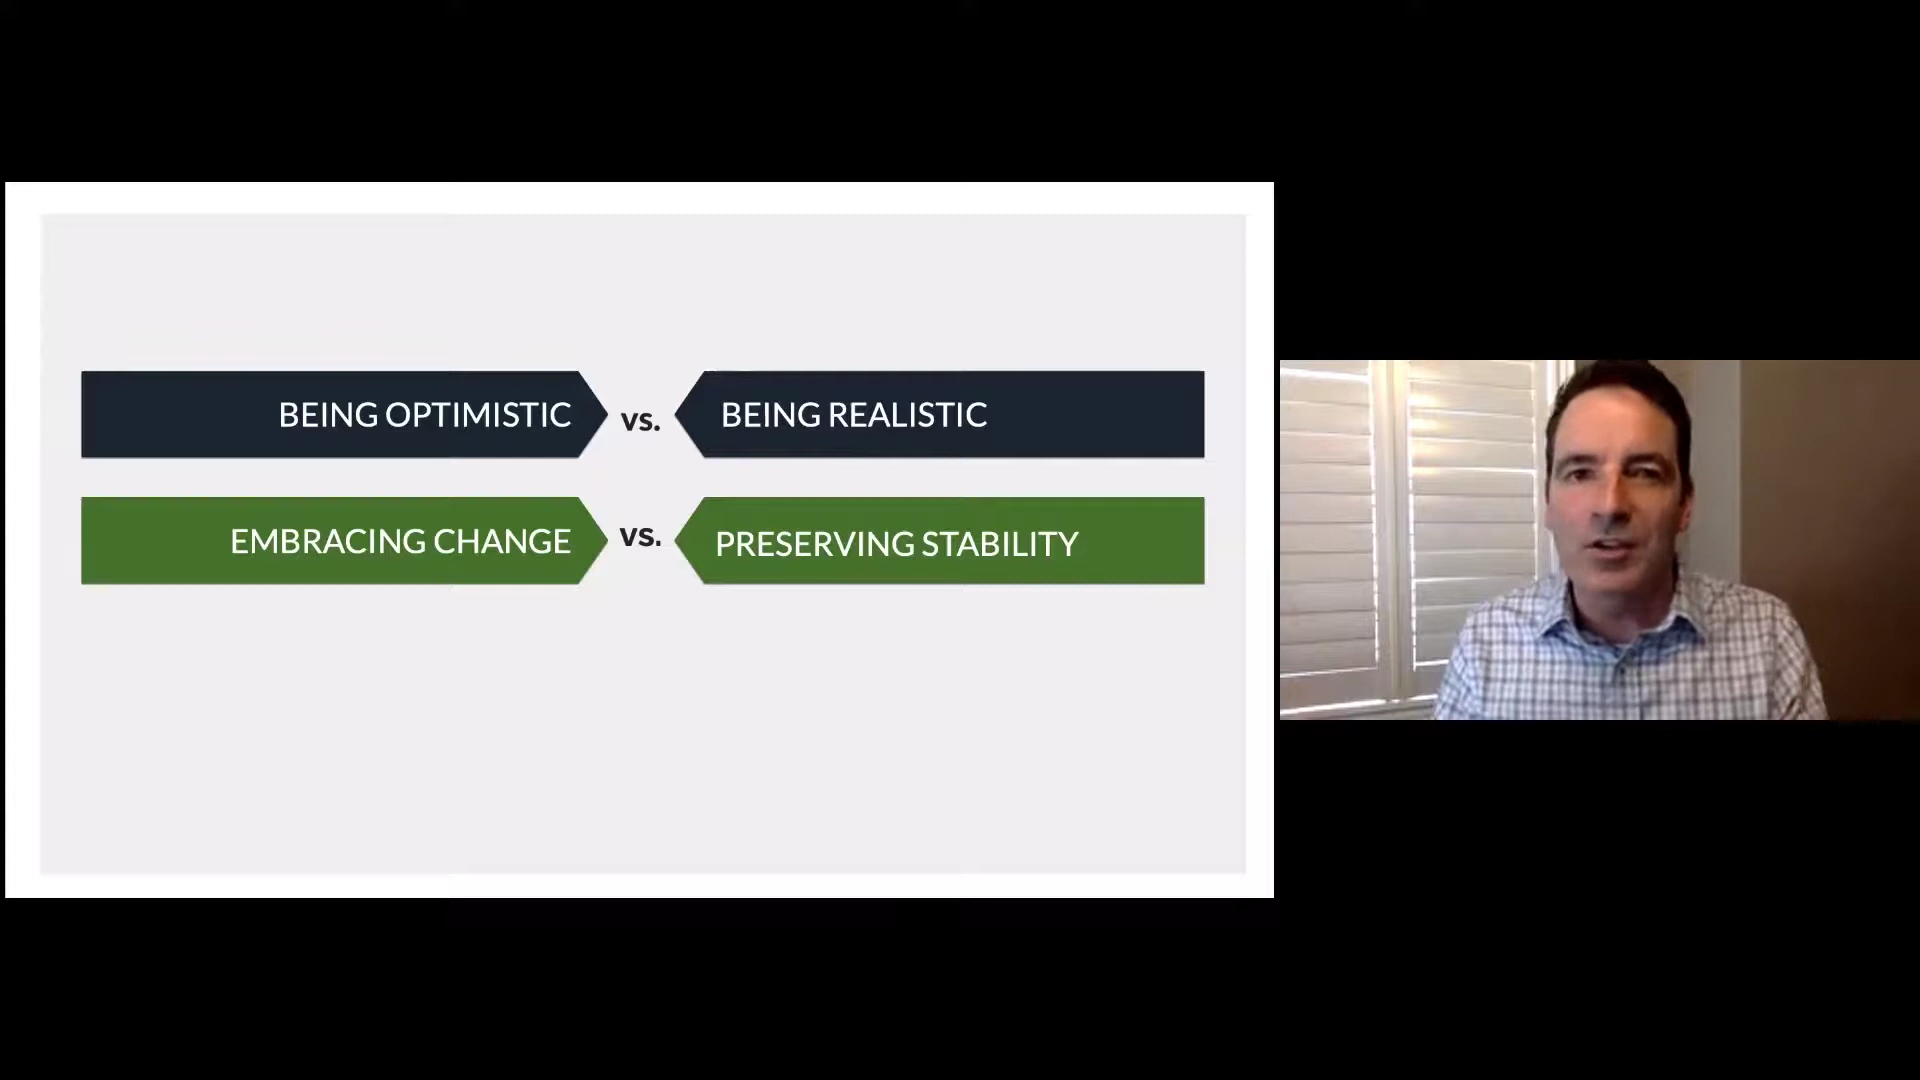 BEING OPTIMISTIC vs. BEING REALISTIC
EMBRACING CHANGE vs. PRESERVING STABILITY